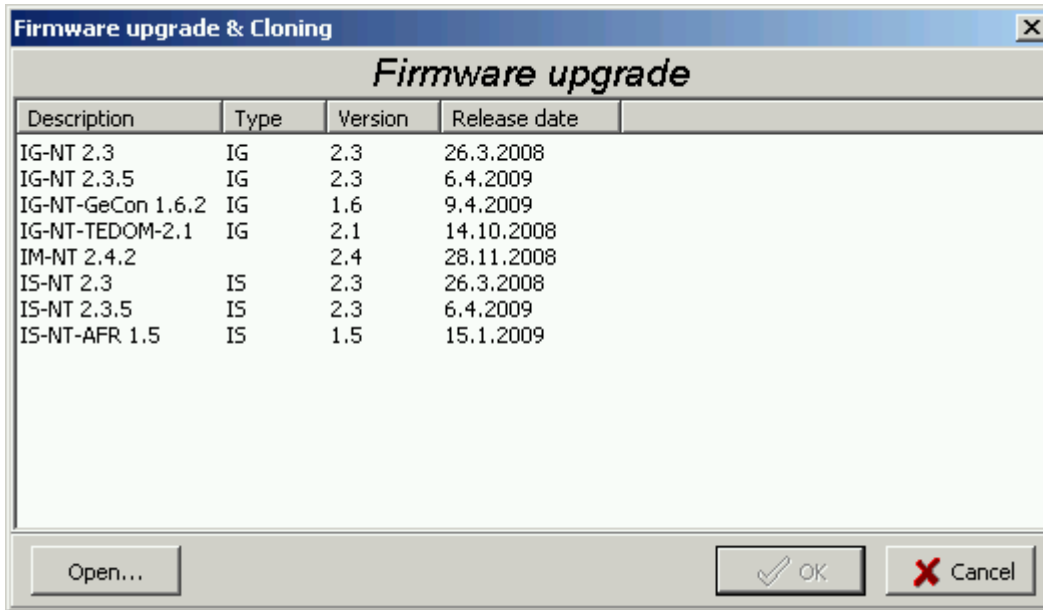 Firmware upgrade & Cloning
Firmware upgrade
Description Type Version Release date
IG-NT 2.3 IG 2.3 26.3.2008
IG-NT 2.3.5 IG 2.3 6.4.2009
IG-NT-GeCon 1.6.2 IG 1.6 9.4.2009
IG-NT-TEDOM-2.1 IG 2.1 14.10.2008
IM-NT 2.4.2 2.4 28.11.2008
IS-NT 2.3 IS 2.3 26.3.2008
IS-NT 2.3.5 IS 2.3 6.4.2009
IS-NT-AFR 1.5 IS 1.5 15.1.2009
Open... OK Cancel